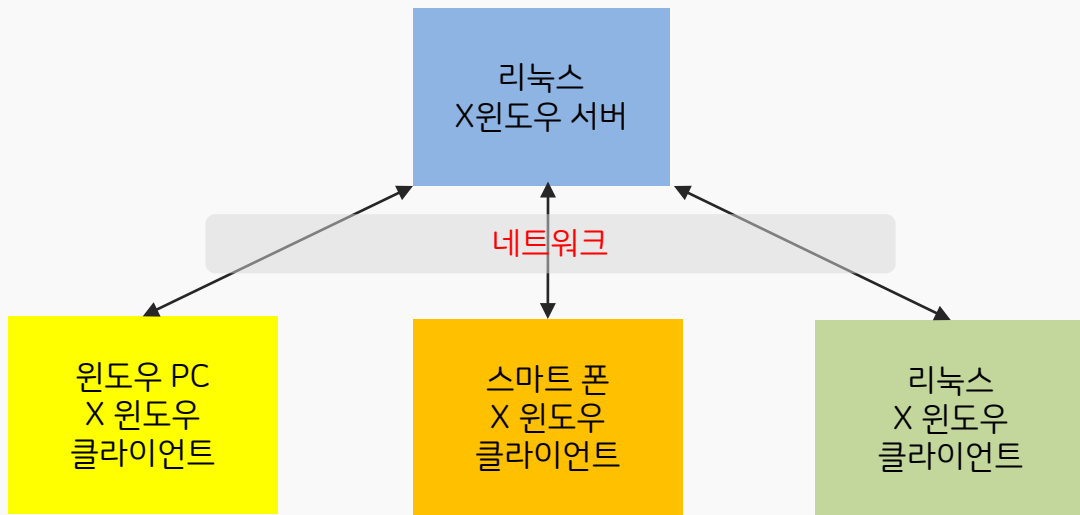 리눅스
X윈도우 서버
네트워크
윈도우 PC
X 윈도우
클라이언트
스마트 폰
X 윈도우
클라이언트
리눅스
X 윈도우
클라이언트